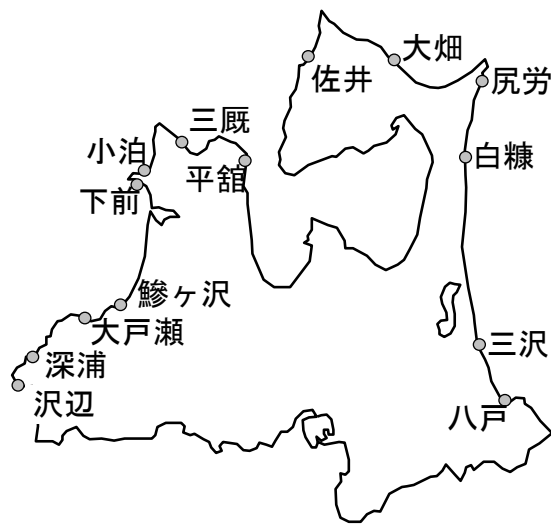 大畑
佐井
尻労
三厩
小泊
平舘
白糠
下前
鰺ヶ沢
大戸瀬
三沢
深浦
沢辺
八戸